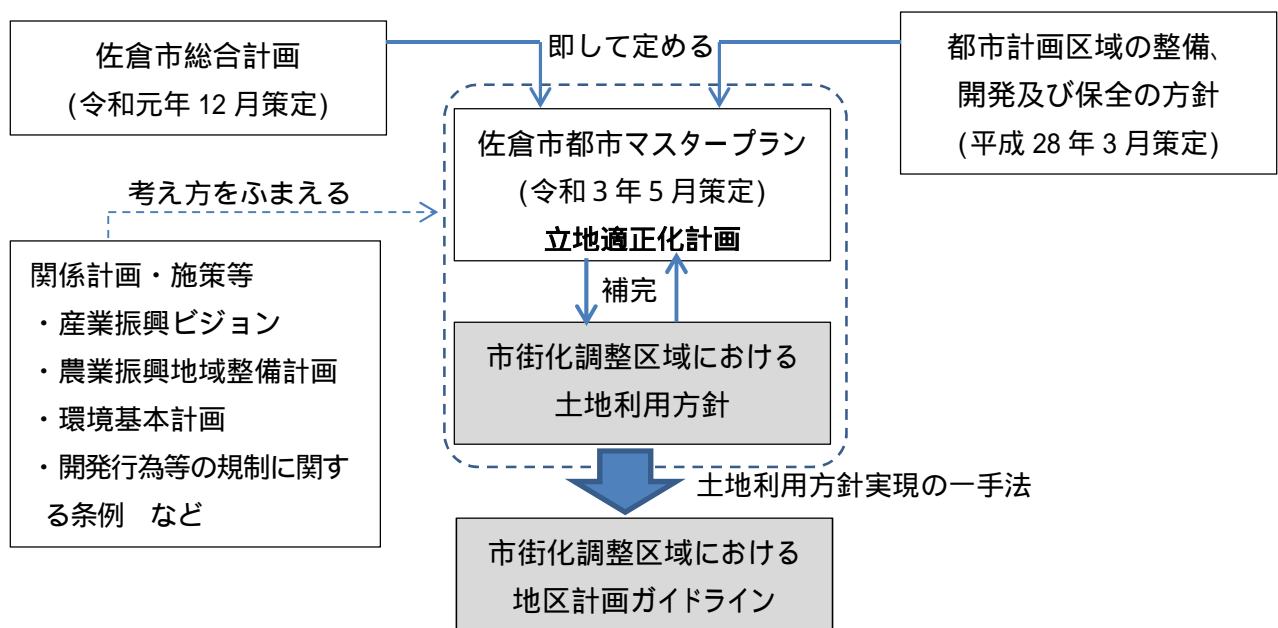 佐倉市総合計画
(令和元年 12 月策定)
即して定める
都市計画区域の整備、
開発及び保全の方針
(平成 28 年 3 月策定)
佐倉市都市マスタープラン
(令和 3 年 5 月策定)
立地適正化計画
考え方をふまえる
関係計画・施策等
・産業振興ビジョン
・農業振興地域整備計画
・環境基本計画
・開発行為等の規制に関す
る条例　など
補完
市街化調整区域における
土地利用方針
土地利用方針実現の一手法
市街化調整区域における
地区計画ガイドライン